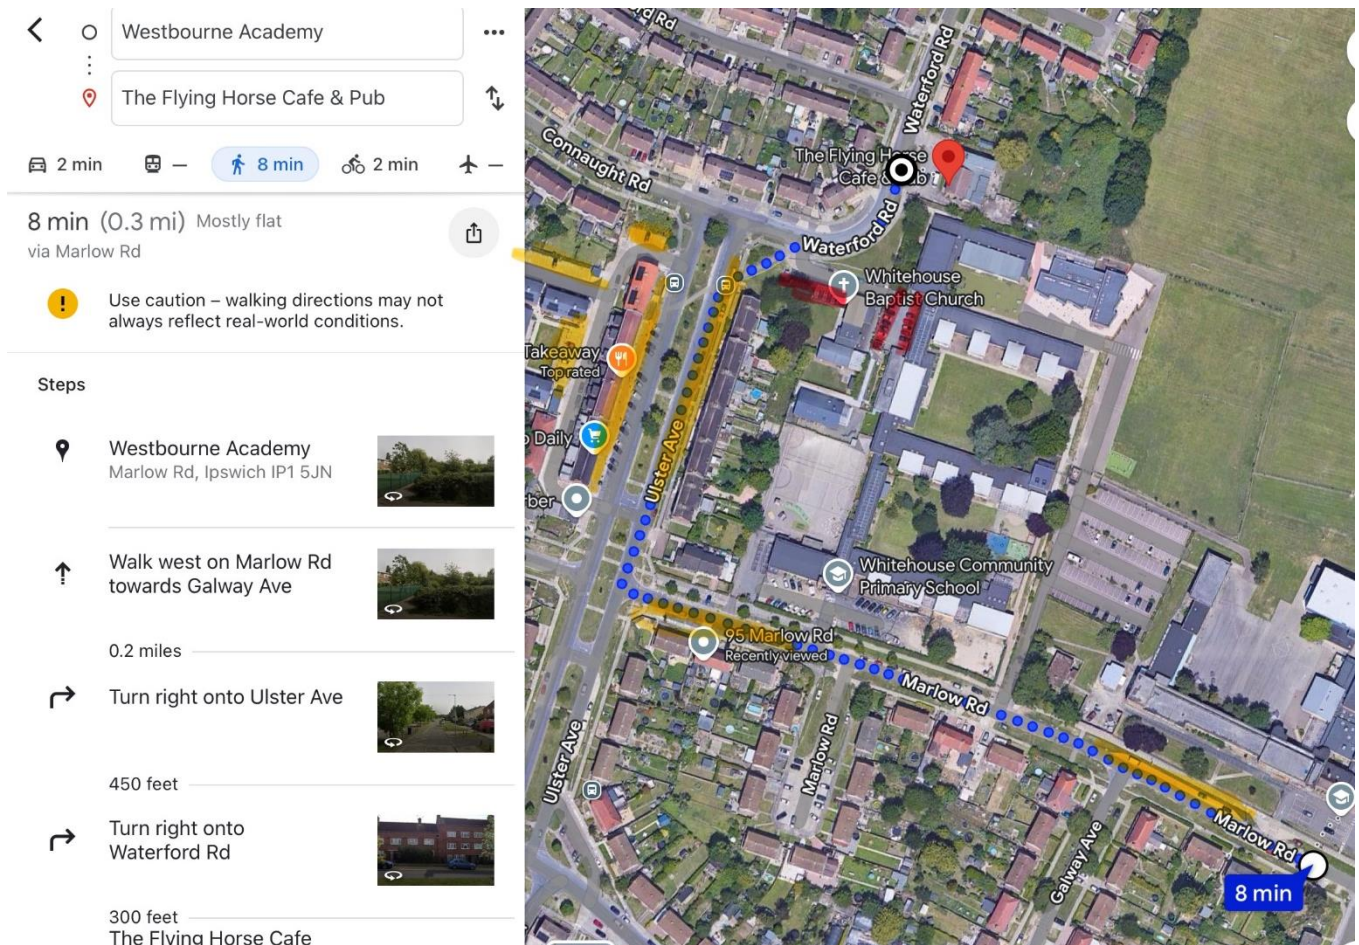 Westbourne Academy
The Flying Horse Cafe & Pub
2 min
—
8 min
2 min
—
8 min (0.3 mi) Mostly flat
via Marlow Rd
Use caution – walking directions may not
always reflect real-world conditions.
Steps
Westbourne Academy
Marlow Rd, Ipswich IP1 5JN
Walk west on Marlow Rd
towards Galway Ave
0.2 miles
Turn right onto Ulster Ave
450 feet
Turn right onto
Waterford Rd
300 feet
The Flying Horse Cafe
Rd
Waterford Rd
Connaught Rd
The Flying Horse
Cafe & Pub
Waterford Rd
Whitehouse
Baptist Church
Takeaway
Top rated
Daily
Ulster Ave
ber
Whitehouse Community
Primary School
95 Marlow Rd
Recently viewed
Marlow Rd
Marlow Rd
Ulster Ave
Galway Ave
Marlow Rd
8 min